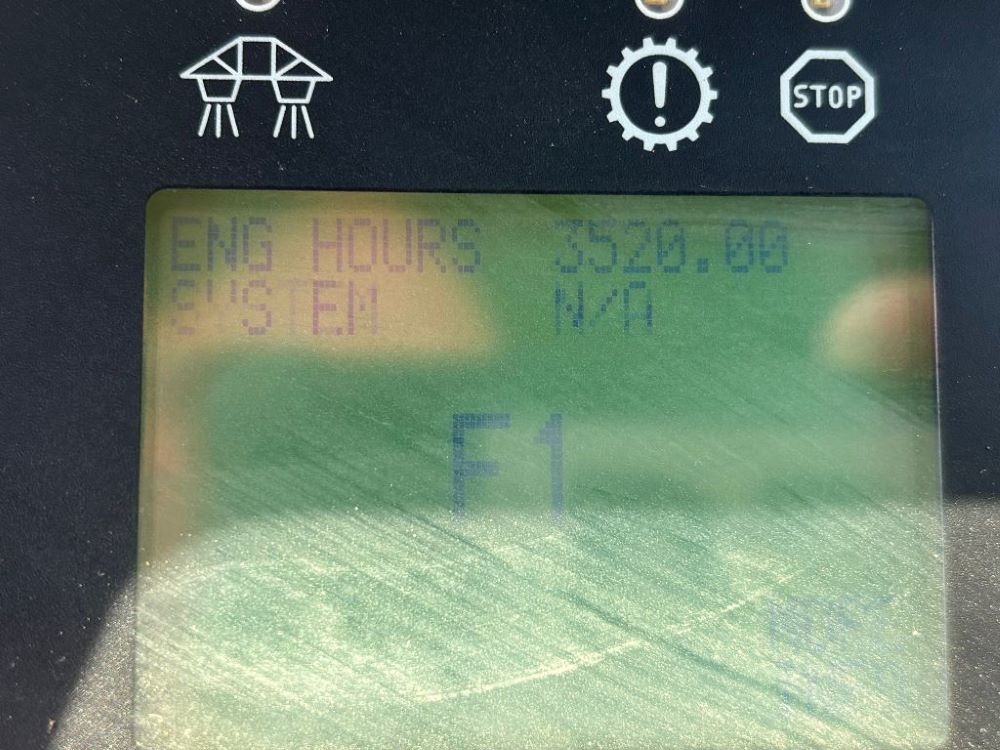 STOP
ENG HOURS 3520.00
SYSTEM N/A
F1